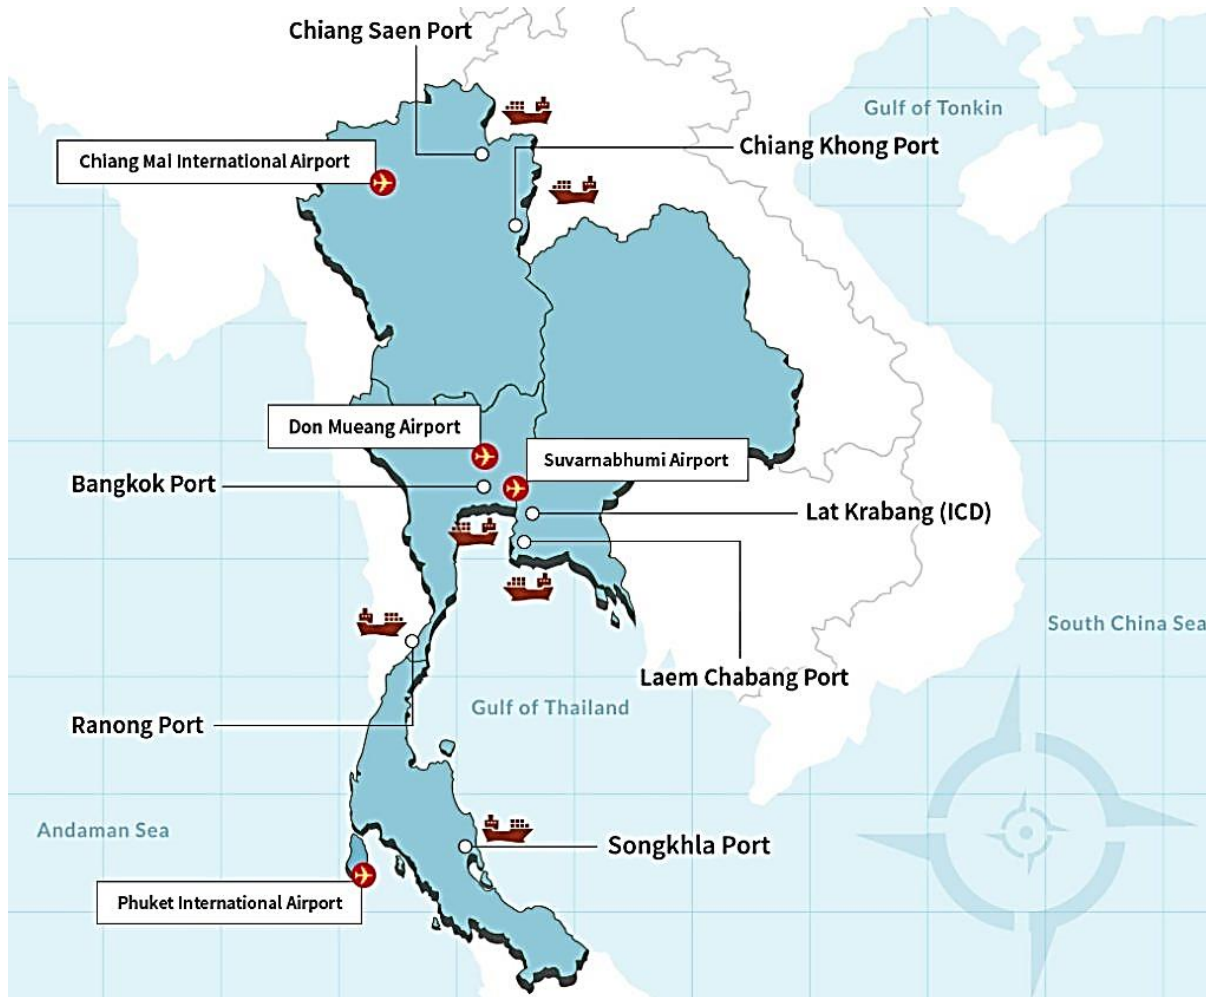 Chiang Saen Port
Gulf of Tonkin
Chiang Khong Port
Chiang Mai International Airport
Don Mueang Airport
Suvarnabhumi Airport
Bangkok Port
Lat Krabang (ICD)
South China Sea
Laem Chabang Port
Gulf of Thailand
Ranong Port
Andaman Sea
Songkhla Port
Phuket International Airport